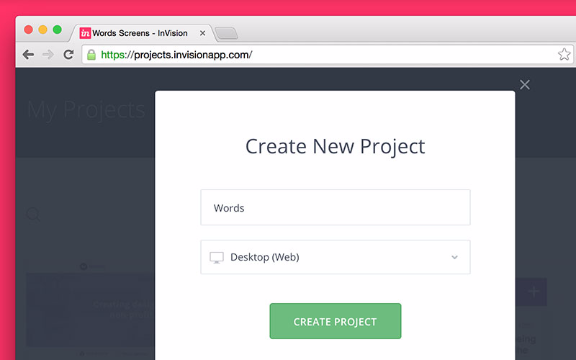 in Words Screens - InVision
https://projects.invisionapp.com/
My Projects
Create New Project
Words
Desktop (Web)
CREATE PROJECT